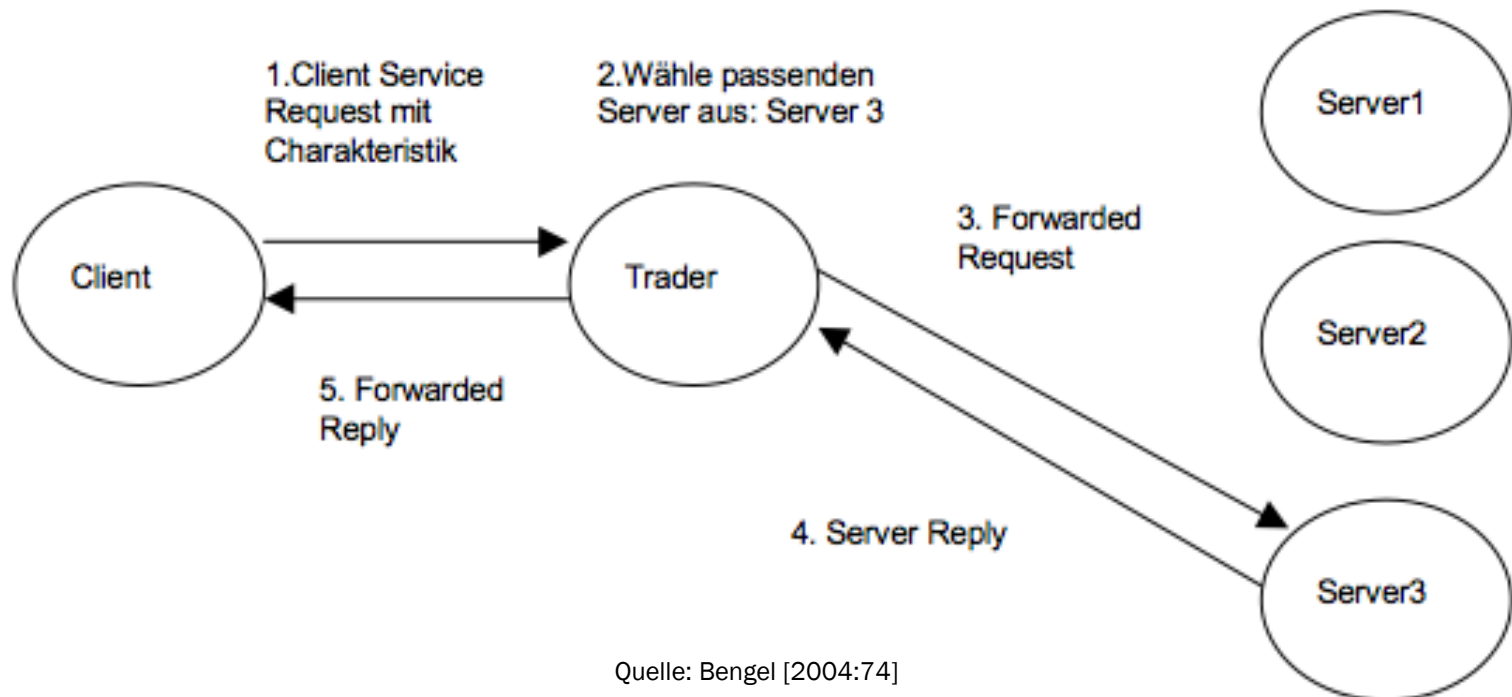 1.Client Service
Request mit
Charakteristik
2.Wähle passenden
Server aus: Server 3
Server1
3. Forwarded
Request
Client
Trader
Server2
5. Forwarded
Reply
4. Server Reply
Server3
Quelle: Bengel [2004:74]